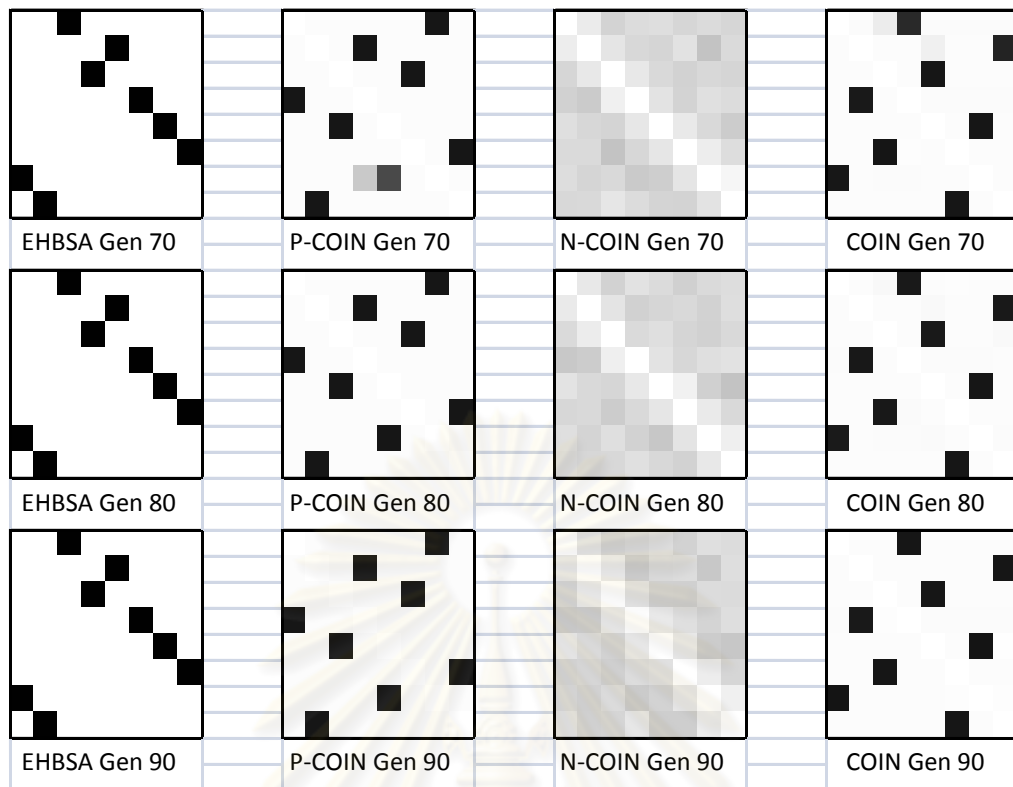 EHBSA Gen 70 P-COIN Gen 70 N-COIN Gen 70 COIN Gen 70
EHBSA Gen 80 P-COIN Gen 80 N-COIN Gen 80 COIN Gen 80
EHBSA Gen 90 P-COIN Gen 90 N-COIN Gen 90 COIN Gen 90